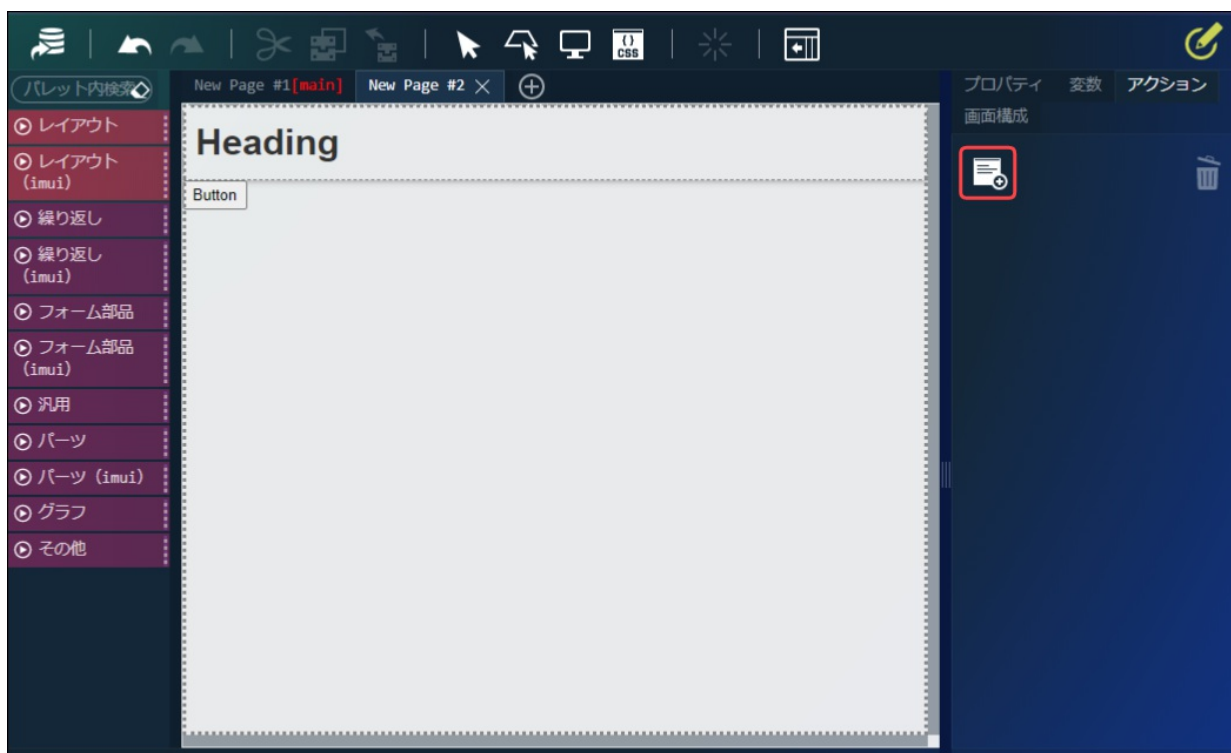 {}
CSS
パレット内検索
New Page #1[main]
New Page #2
プロパティ 変数 アクション
画面構成
レイアウト
レイアウト
(imui)
繰り返し
繰り返し
(imui)
フォーム部品
フォーム部品
(imui)
汎用
パーツ
パーツ (imui)
グラフ
その他
Heading
Button